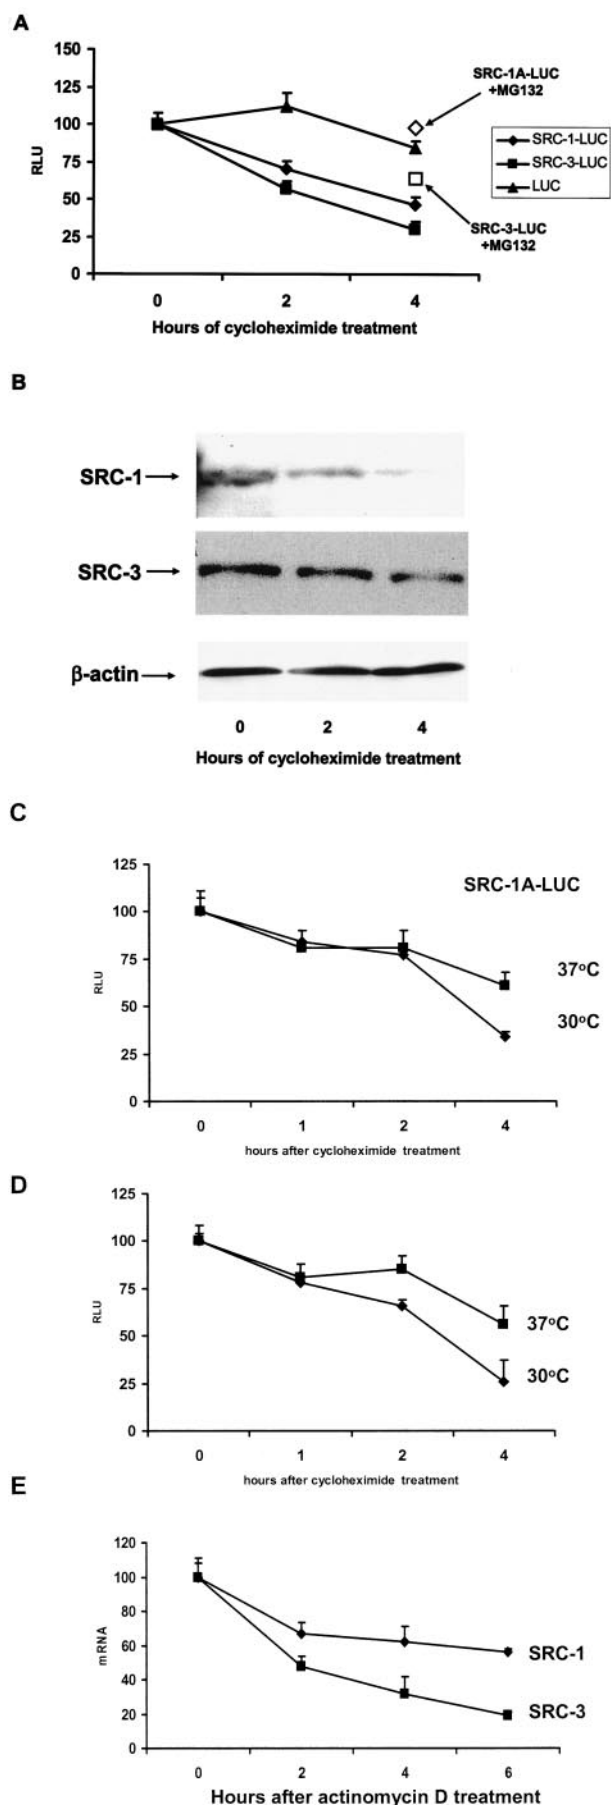 A
150
125
100
75
50
25
0
RLU
SRC-1A-LUC
+MG132
SRC-1-LUC
SRC-3-LUC
LUC
SRC-3-LUC
+MG132
0 2 4
Hours of cycloheximide treatment
B
SRC-1
SRC-3
β-actin
0 2 4
Hours of cycloheximide treatment
C
125
100
75
50
25
0
RLU
SRC-1A-LUC
37°C
30°C
0 1 2 4
hours after cycloheximide treatment
D
125
100
75
50
25
0
RLU
37°C
30°C
0 1 2 4
hours after cycloheximide treatment
E
120
100
80
60
40
20
0
mRNA
SRC-1
SRC-3
0 2 4 6
Hours after actinomycin D treatment